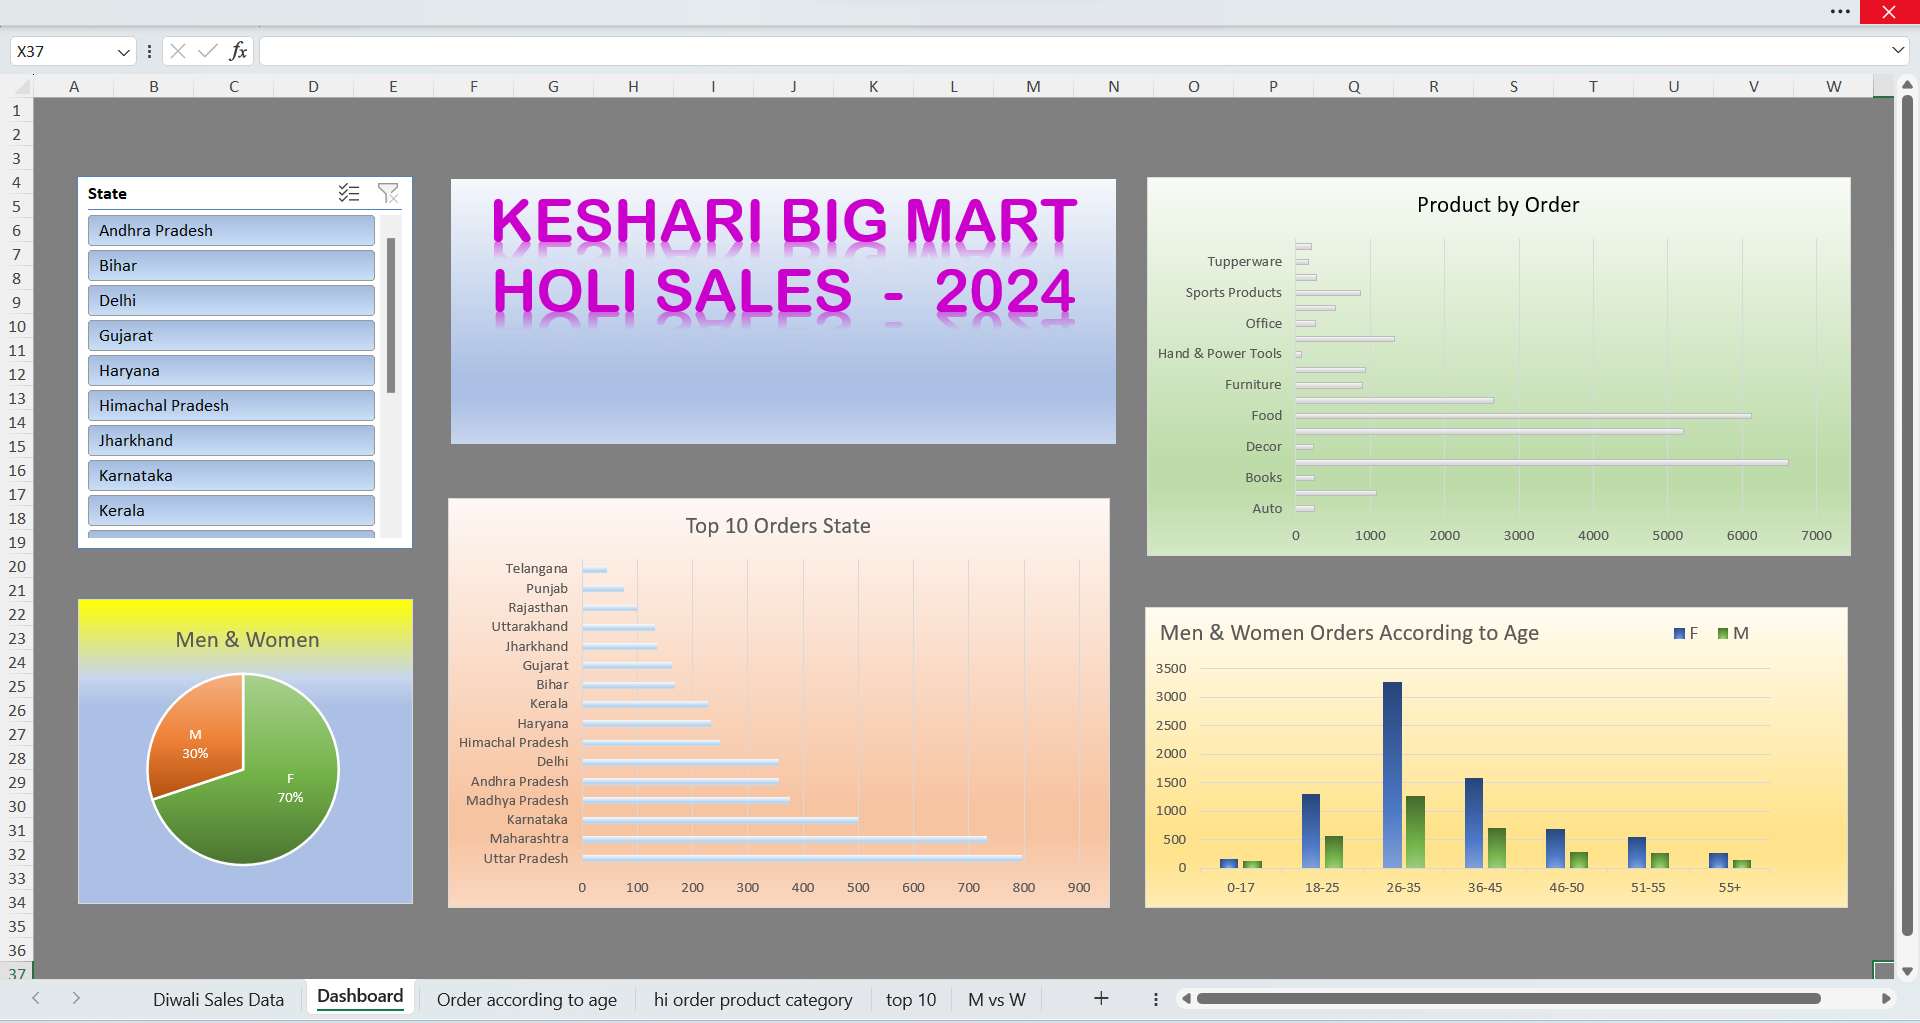 X37
fx
A B C D E F G H I J K L M N O P Q R S T U V W
1
2
3
4
5
6
7
8
9
10
11
12
13
14
15
16
17
18
19
20
21
22
23
24
25
26
27
28
29
30
31
32
33
34
35
36
37
State
Andhra Pradesh
Bihar
Delhi
Gujarat
Haryana
Himachal Pradesh
Jharkhand
Karnataka
Kerala
KESHARI BIG MART
HOLI SALES - 2024
Product by Order
Tupperware
Sports Products
Office
Hand & Power Tools
Furniture
Food
Decor
Books
Auto
0 1000 2000 3000 4000 5000 6000 7000
Men & Women
M
30%
F
70%
Top 10 Orders State
Telangana
Punjab
Rajasthan
Uttarakhand
Jharkhand
Gujarat
Bihar
Kerala
Haryana
Himachal Pradesh
Delhi
Andhra Pradesh
Madhya Pradesh
Karnataka
Maharashtra
Uttar Pradesh
0 100 200 300 400 500 600 700 800 900
Men & Women Orders According to Age
F M
3500
3000
2500
2000
1500
1000
500
0
0-17 18-25 26-35 36-45 46-50 51-55 55+
Diwali Sales Data Dashboard Order according to age hi order product category top 10 M vs W